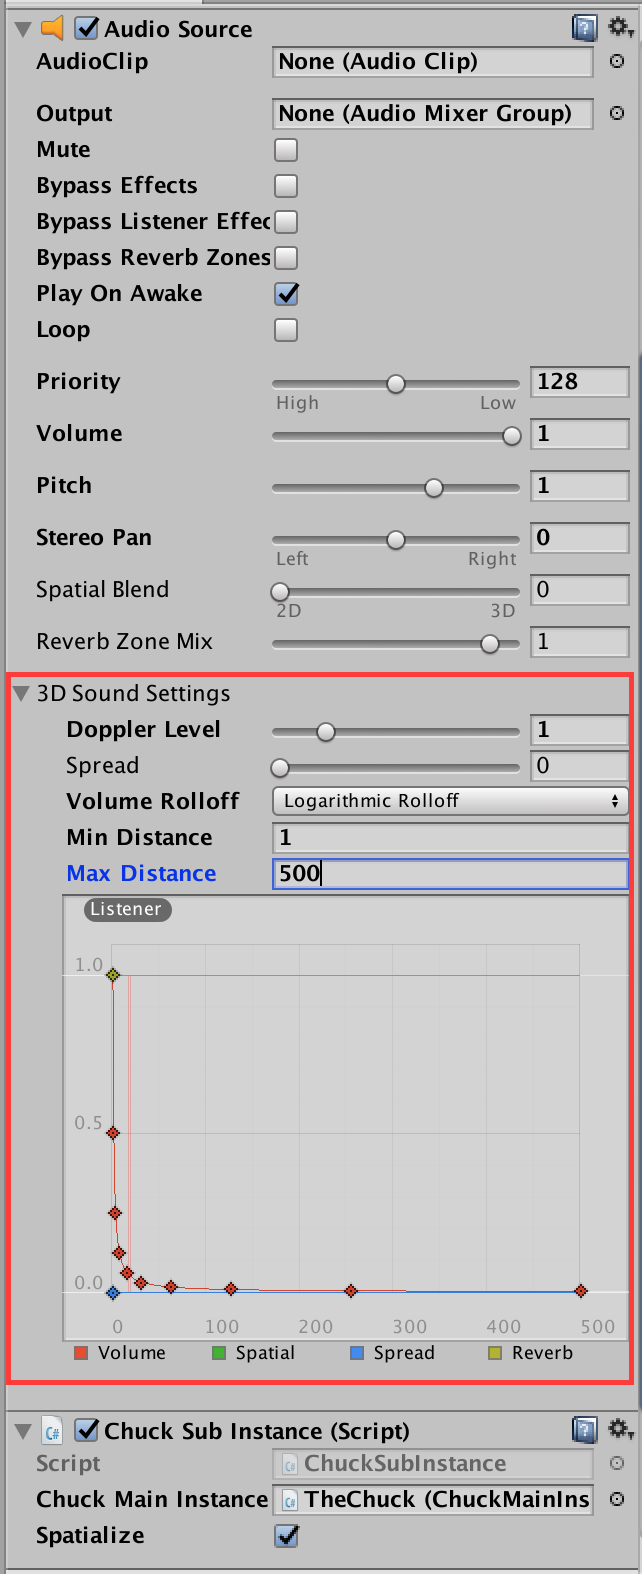 Audio Source
AudioClip None (Audio Clip)
Output None (Audio Mixer Group)
Mute
Bypass Effects
Bypass Listener Effec
Bypass Reverb Zones
Play On Awake
Loop
Priority 128
High Low
Volume 1
Pitch 1
Stereo Pan 0
Left Right
Spatial Blend 0
2D 3D
Reverb Zone Mix 1
3D Sound Settings
Doppler Level 1
Spread 0
Volume Rolloff Logarithmic Rolloff
Min Distance 1
Max Distance 500
Listener
1.0
0.5
0.0
0 100 200 300 400 500
Volume Spatial Spread Reverb
C# Chuck Sub Instance (Script)
Script C# ChuckSubInstance
Chuck Main Instance C# TheChuck (ChuckMainIns
Spatialize